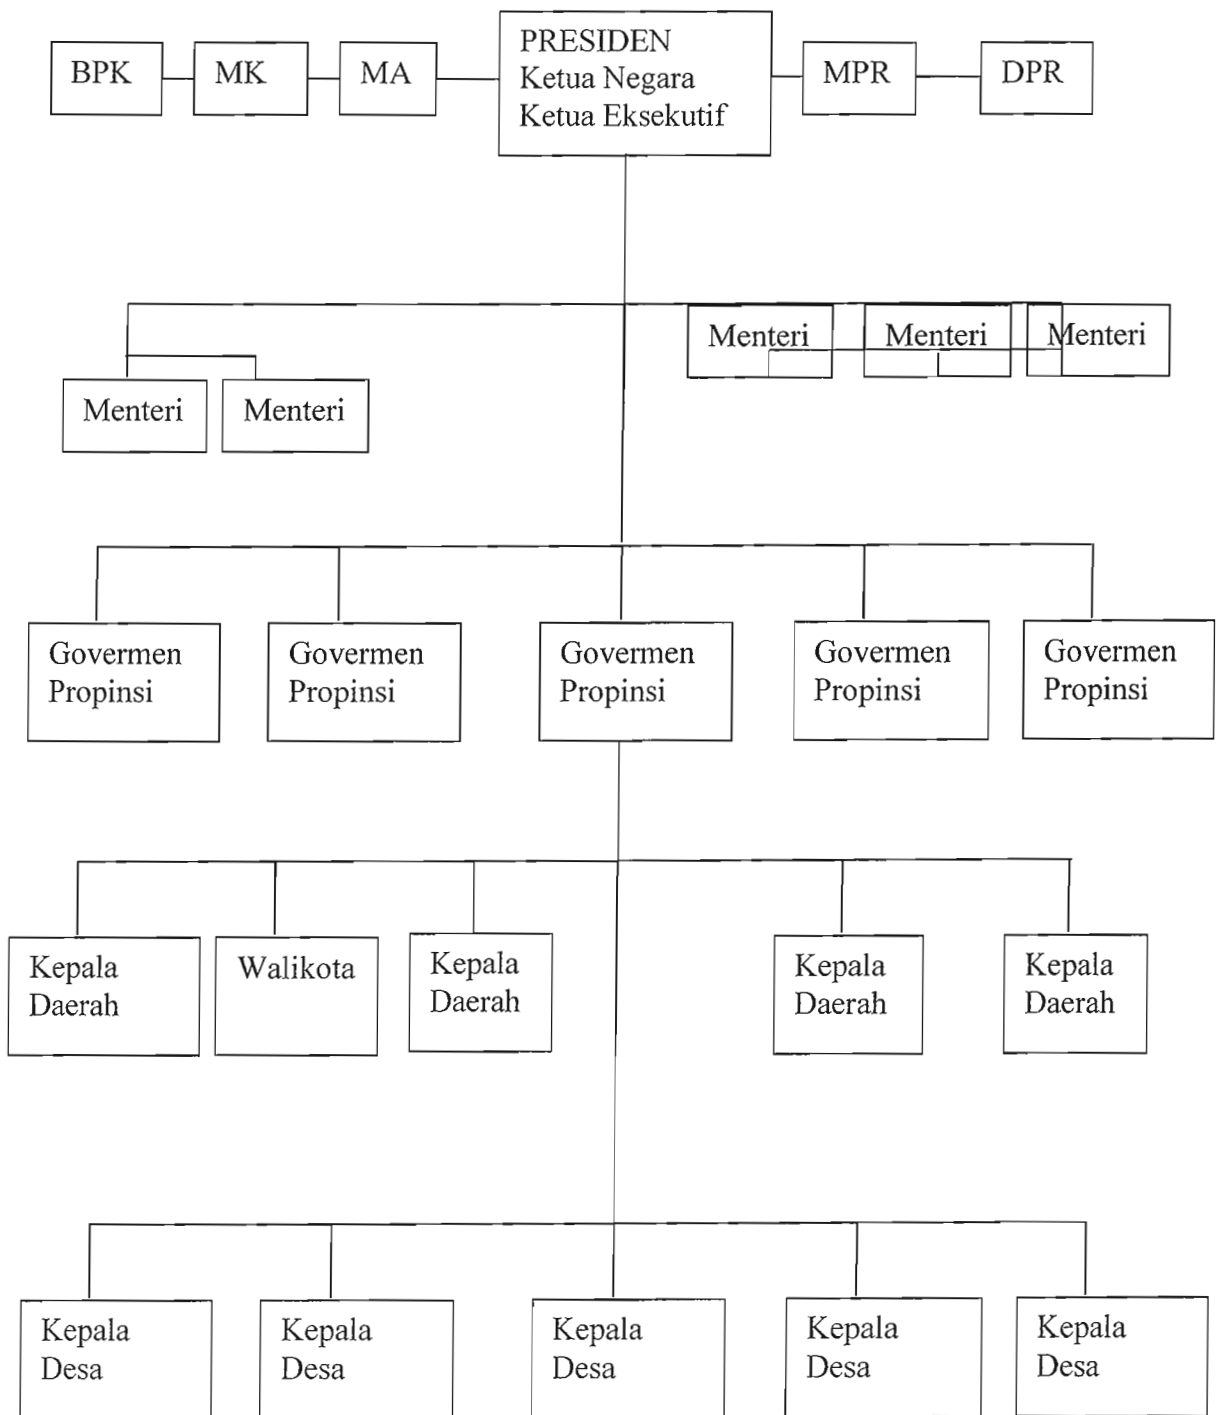 BPK
MK
MA
PRESIDEN
Ketua Negara
Ketua Eksekutif
MPR
DPR
Menteri
Menteri
Menteri
Menteri
Menteri
Govermen
Propinsi
Govermen
Propinsi
Govermen
Propinsi
Govermen
Propinsi
Govermen
Propinsi
Kepala
Daerah
Walikota
Kepala
Daerah
Kepala
Daerah
Kepala
Daerah
Kepala
Desa
Kepala
Desa
Kepala
Desa
Kepala
Desa
Kepala
Desa